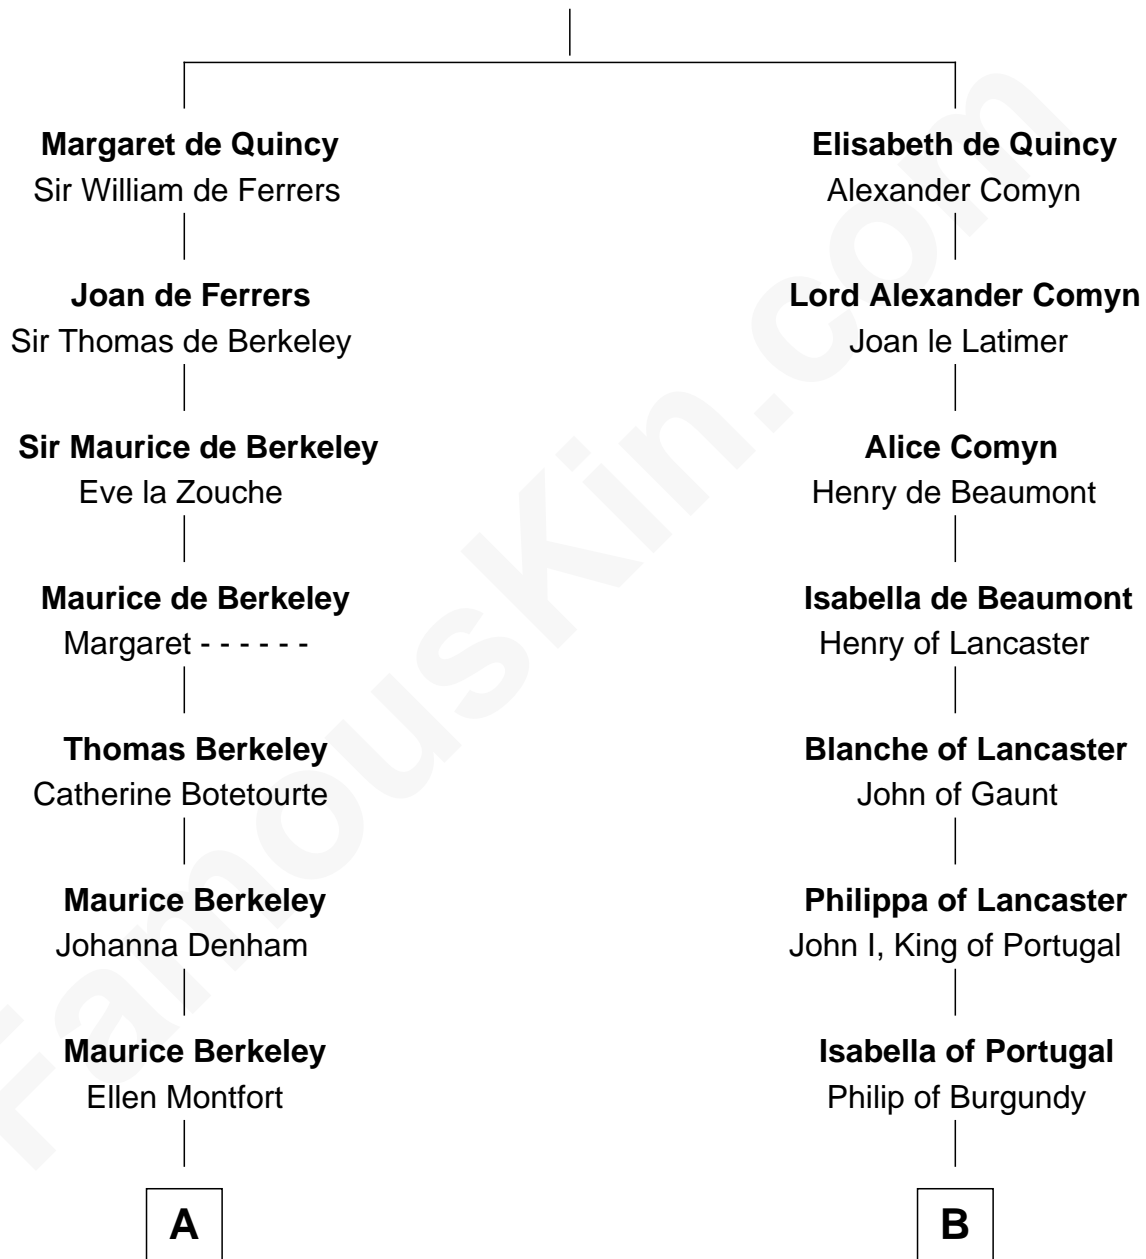 Margaret de Quincy
Sir William de Ferrers
Joan de Ferrers
Sir Thomas de Berkeley
Sir Maurice de Berkeley
Eve la Zouche
Maurice de Berkeley
Margaret - - - - - -
Thomas Berkeley
Catherine Botetourte
Maurice Berkeley
Johanna Denham
Maurice Berkeley
Ellen Montfort
A
Elisabeth de Quincy
Alexander Comyn
Lord Alexander Comyn
Joan le Latimer
Alice Comyn
Henry de Beaumont
Isabella de Beaumont
Henry of Lancaster
Blanche of Lancaster
John of Gaunt
Philippa of Lancaster
John I, King of Portugal
Isabella of Portugal
Philip of Burgundy
B
FamousKin.com